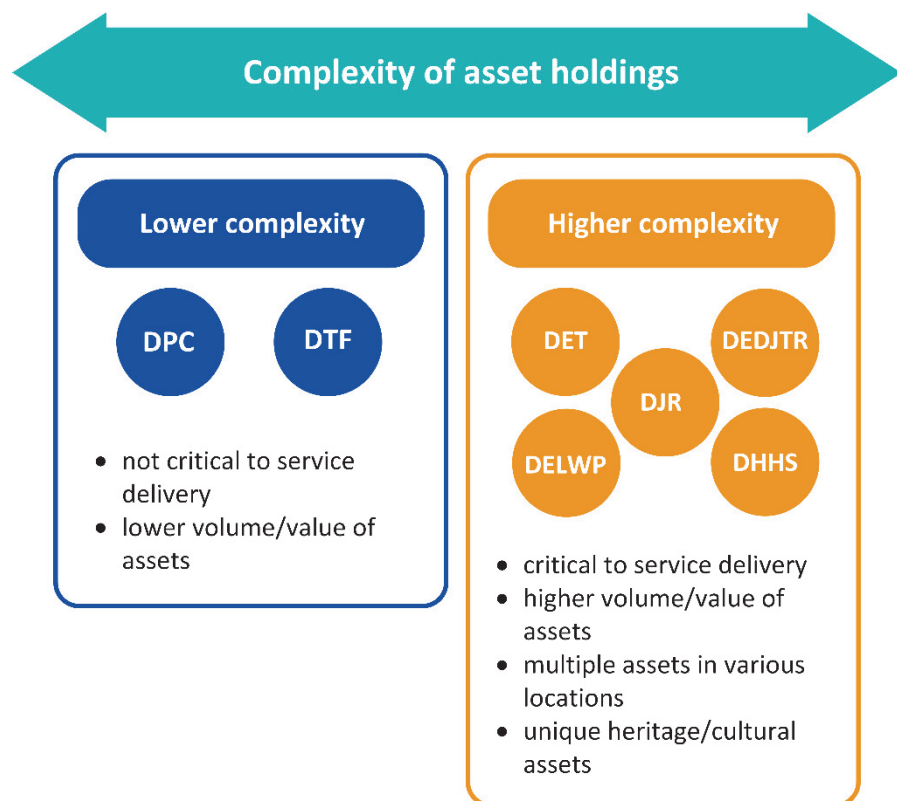 Complexity of asset holdings
Lower complexity
DPC
DTF
• not critical to service
delivery
• lower volume/value of
assets
Higher complexity
DET
DEDJTR
DJR
DELWP
DHHS
• critical to service delivery
• higher volume/value of
assets
• multiple assets in various
locations
• unique heritage/cultural
assets